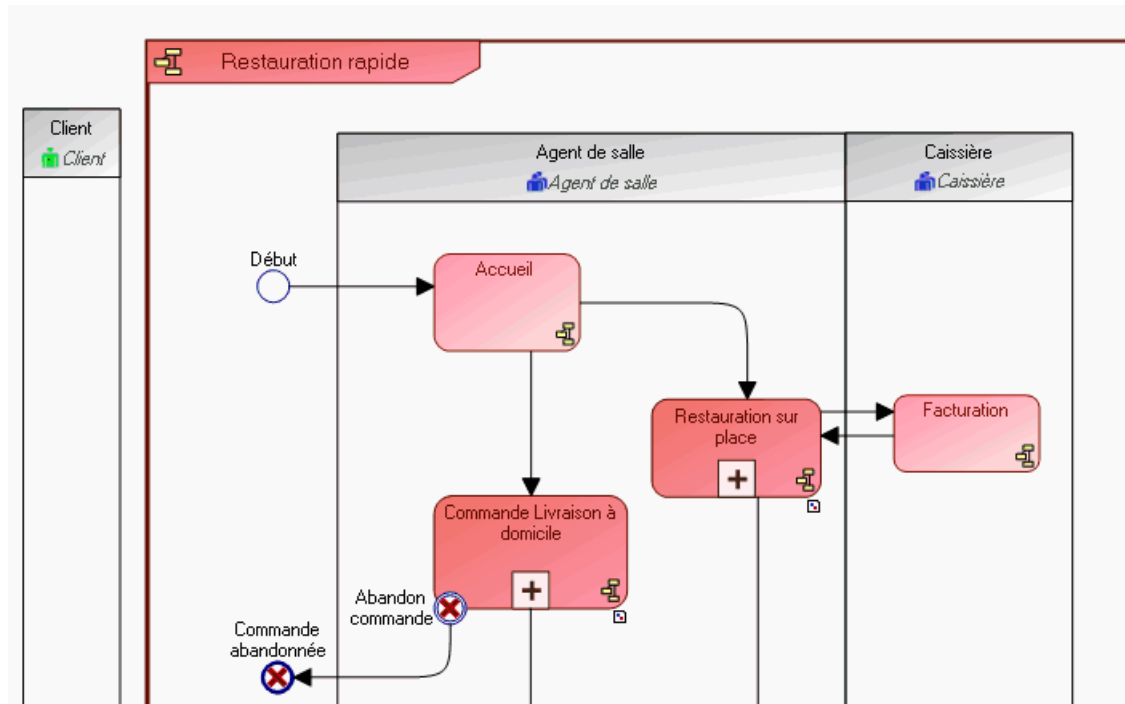 Restauration rapide
Client
Client
Agent de salle
Agent de salle
Caissière
Caissière
Début
Accueil
Restauration sur
place
Facturation
Commande Livraison à
domicile
Abandon
commande
Commande
abandonnée